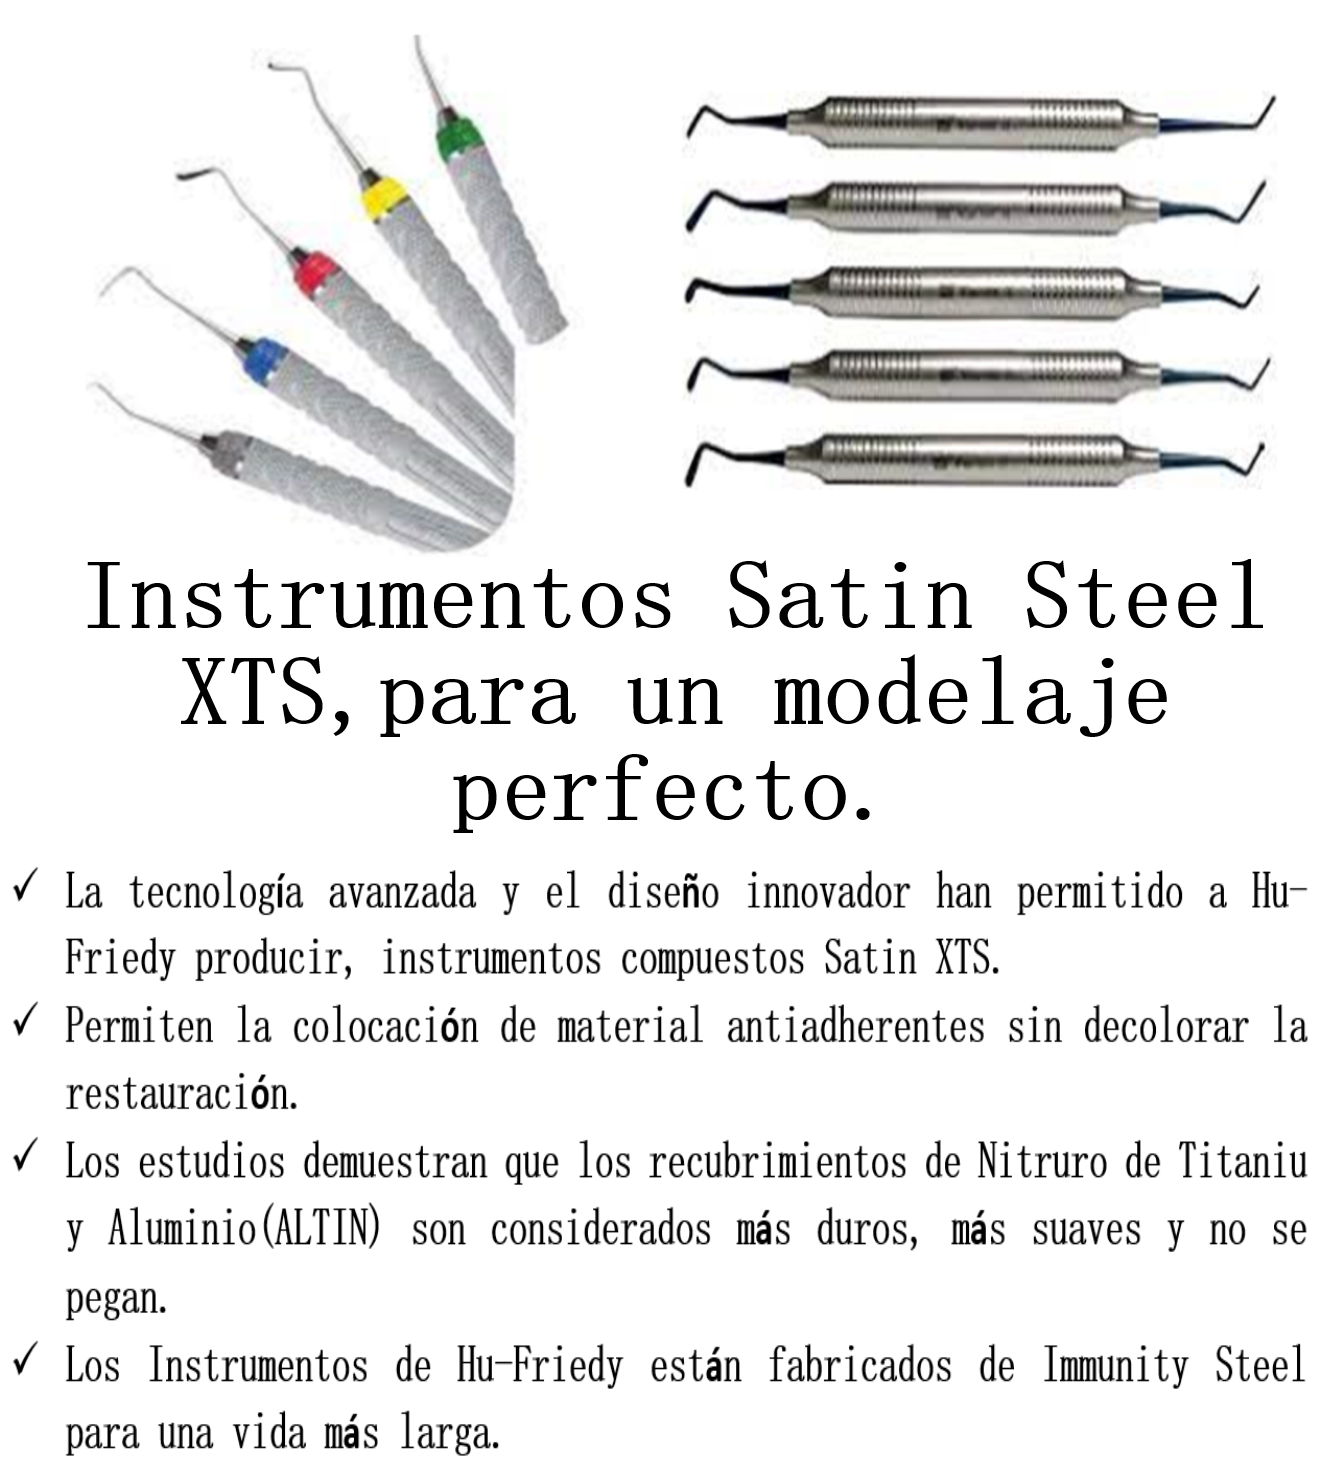 Instrumentos Satin Steel
XTS,para un modelaje
perfecto.
✓ La tecnología avanzada y el diseño innovador han permitido a Hu-
Friedy producir, instrumentos compuestos Satin XTS.
✓ Permiten la colocación de material antiadherentes sin decolorar la
restauración.
✓ Los estudios demuestran que los recubrimientos de Nitruro de Titaniu
y Aluminio(ALTIN) son considerados más duros, más suaves y no se
pegan.
✓ Los Instrumentos de Hu-Friedy están fabricados de Immunity Steel
para una vida más larga.